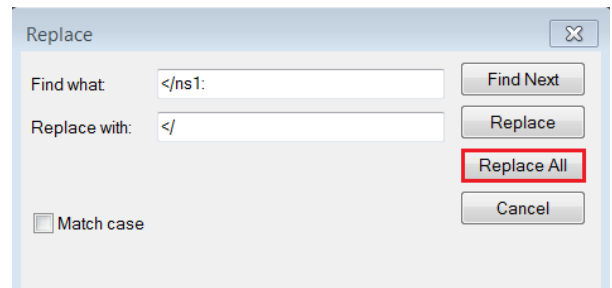 Replace
Find what: </ns1: Find Next
Replace with: </ Replace
Replace All
Match case Cancel